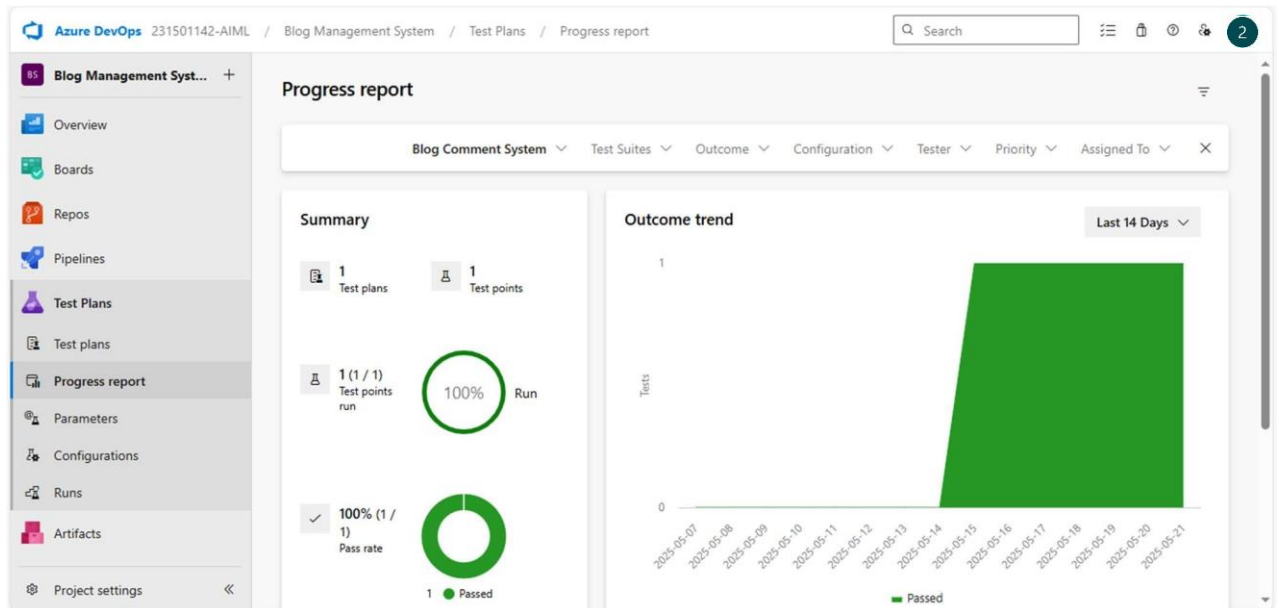 Azure DevOps 231501142-AIML / Blog Management System / Test Plans / Progress report
Search
2
BS Blog Management Syst... +
Overview
Boards
Repos
Pipelines
Test Plans
Test plans
Progress report
Parameters
Configurations
Runs
Artifacts
Project settings
Progress report
Blog Comment System Test Suites Outcome Configuration Tester Priority Assigned To
Summary
1
Test plans
1
Test points
1 (1 / 1)
Test points
run
100%
Run
100% (1 /
1)
Pass rate
1 Passed
Outcome trend
Last 14 Days
1
Tests
0
2025-05-07
2025-05-08
2025-05-09
2025-05-10
2025-05-11
2025-05-12
2025-05-13
2025-05-14
2025-05-15
2025-05-16
2025-05-17
2025-05-18
2025-05-19
2025-05-20
2025-05-21
Passed